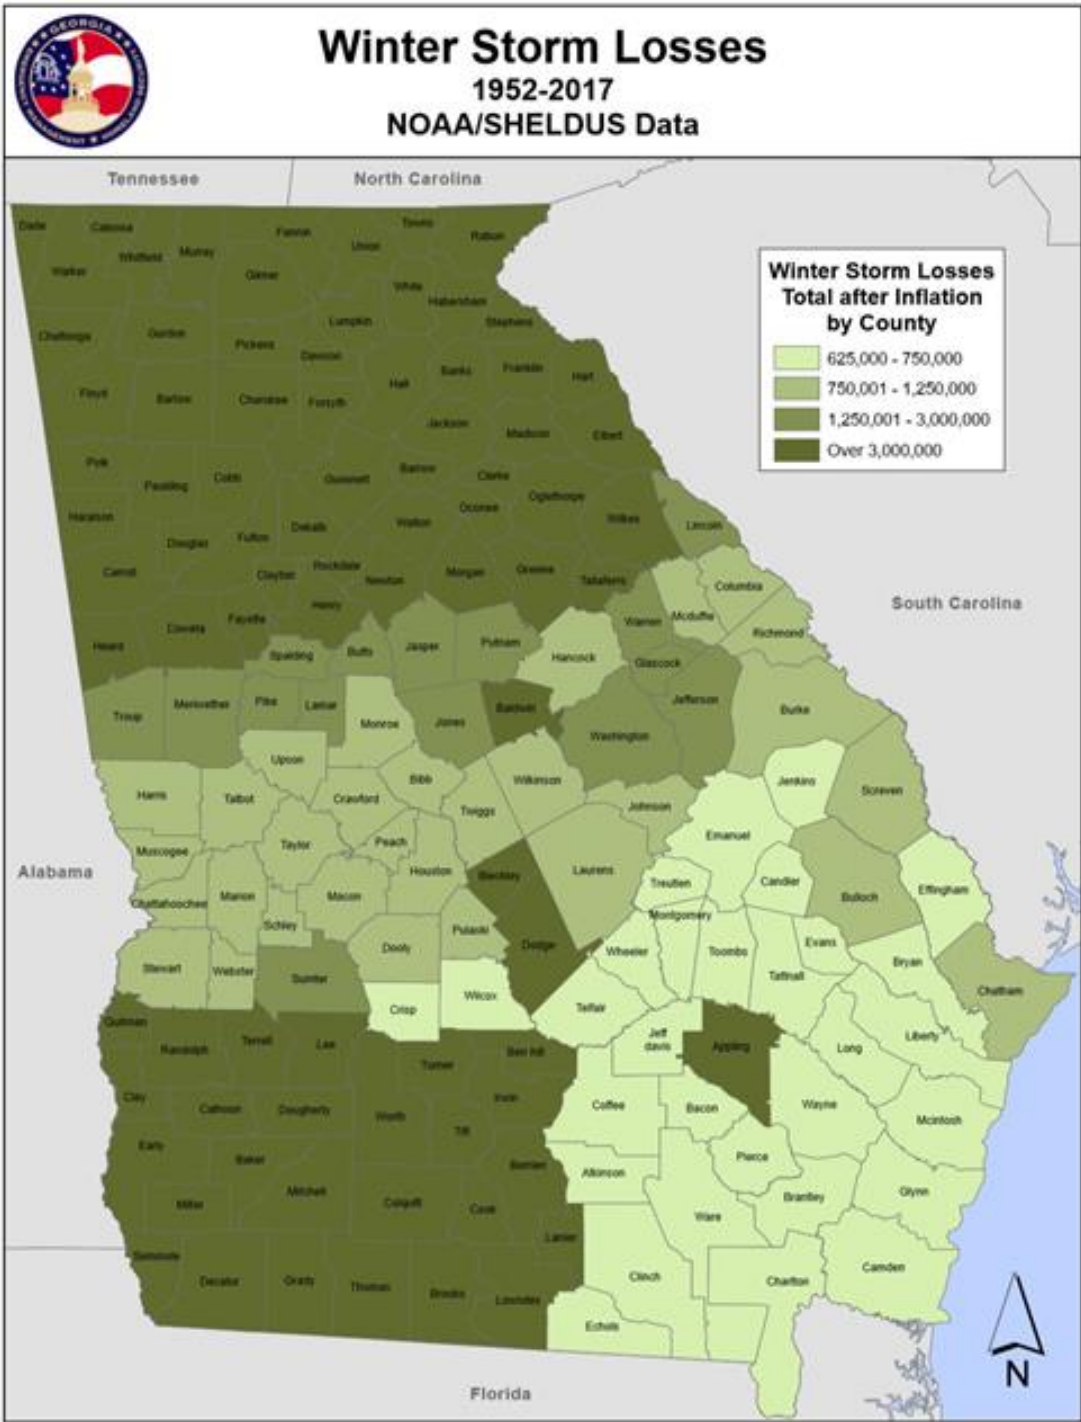 GEORGIA
Winter Storm Losses
1952-2017
NOAA/SHELDUS Data
Tennessee
North Carolina
Winter Storm Losses
Total after Inflation
by County
625,000 - 750,000
750,001 - 1,250,000
1,250,001 - 3,000,000
Over 3,000,000
Dade
Catoosa
Whitfield
Murray
Fannin
Union
Towns
Rabun
Walker
Gilmer
White
Habersham
Stephens
Chattooga
Gordon
Pickens
Lumpkin
Dawson
Hall
Banks
Franklin
Hart
Floyd
Bartow
Cherokee
Forsyth
Jackson
Madison
Elbert
Polk
Paulding
Cobb
Gwinnett
Barrow
Clarke
Oglethorpe
Oconee
Haralson
Douglas
Fulton
Dekalb
Walton
Wilkes
Lincoln
Carroll
Clayton
Rockdale
Newton
Morgan
Greene
Taliaferro
Columbia
Mcduffie
South Carolina
Heard
Coweta
Fayette
Henry
Spalding
Butts
Jasper
Putnam
Hancock
Warren
Richmond
Glascock
Troup
Meriwether
Pike
Lamar
Monroe
Jones
Baldwin
Washington
Jefferson
Burke
Upson
Bibb
Wilkinson
Jenkins
Screven
Harris
Talbot
Crawford
Twiggs
Johnson
Emanuel
Muscogee
Taylor
Peach
Houston
Bleckley
Laurens
Treutlen
Candler
Bulloch
Effingham
Alabama
Chattahoochee
Marion
Macon
Schley
Montgomery
Dooly
Pulaski
Dodge
Wheeler
Toombs
Evans
Tattnall
Bryan
Stewart
Webster
Sumter
Crisp
Wilcox
Telfair
Chatham
Liberty
Quitman
Randolph
Terrell
Lee
Turner
Ben hill
Jeff
davis
Appling
Long
Clay
Calhoun
Dougherty
Worth
Irwin
Tift
Coffee
Bacon
Wayne
Mcintosh
Early
Baker
Mitchell
Berrien
Atkinson
Pierce
Brantley
Glynn
Miller
Colquitt
Cook
Lanier
Ware
Seminole
Decatur
Grady
Thomas
Brooks
Lowndes
Clinch
Echols
Charlton
Camden
Florida
N